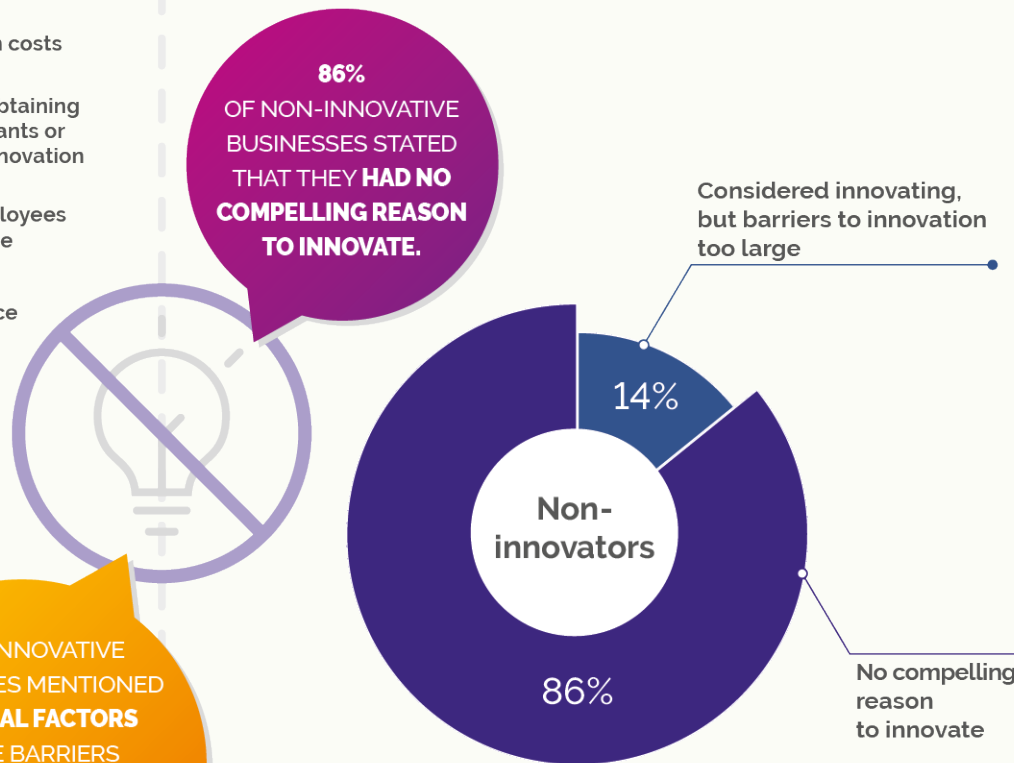 costs
btaining
ants or
novation
loyees
e
ce
86%
OF NON-INNOVATIVE
BUSINESSES STATED
THAT THEY HAD NO
COMPELLING REASON
TO INNOVATE.
Considered innovating,
but barriers to innovation
too large
14%
Non-
innovators
86%
No compelling
reason
to innovate
NNOVATIVE
ES MENTIONED
AL FACTORS
E BARRIERS